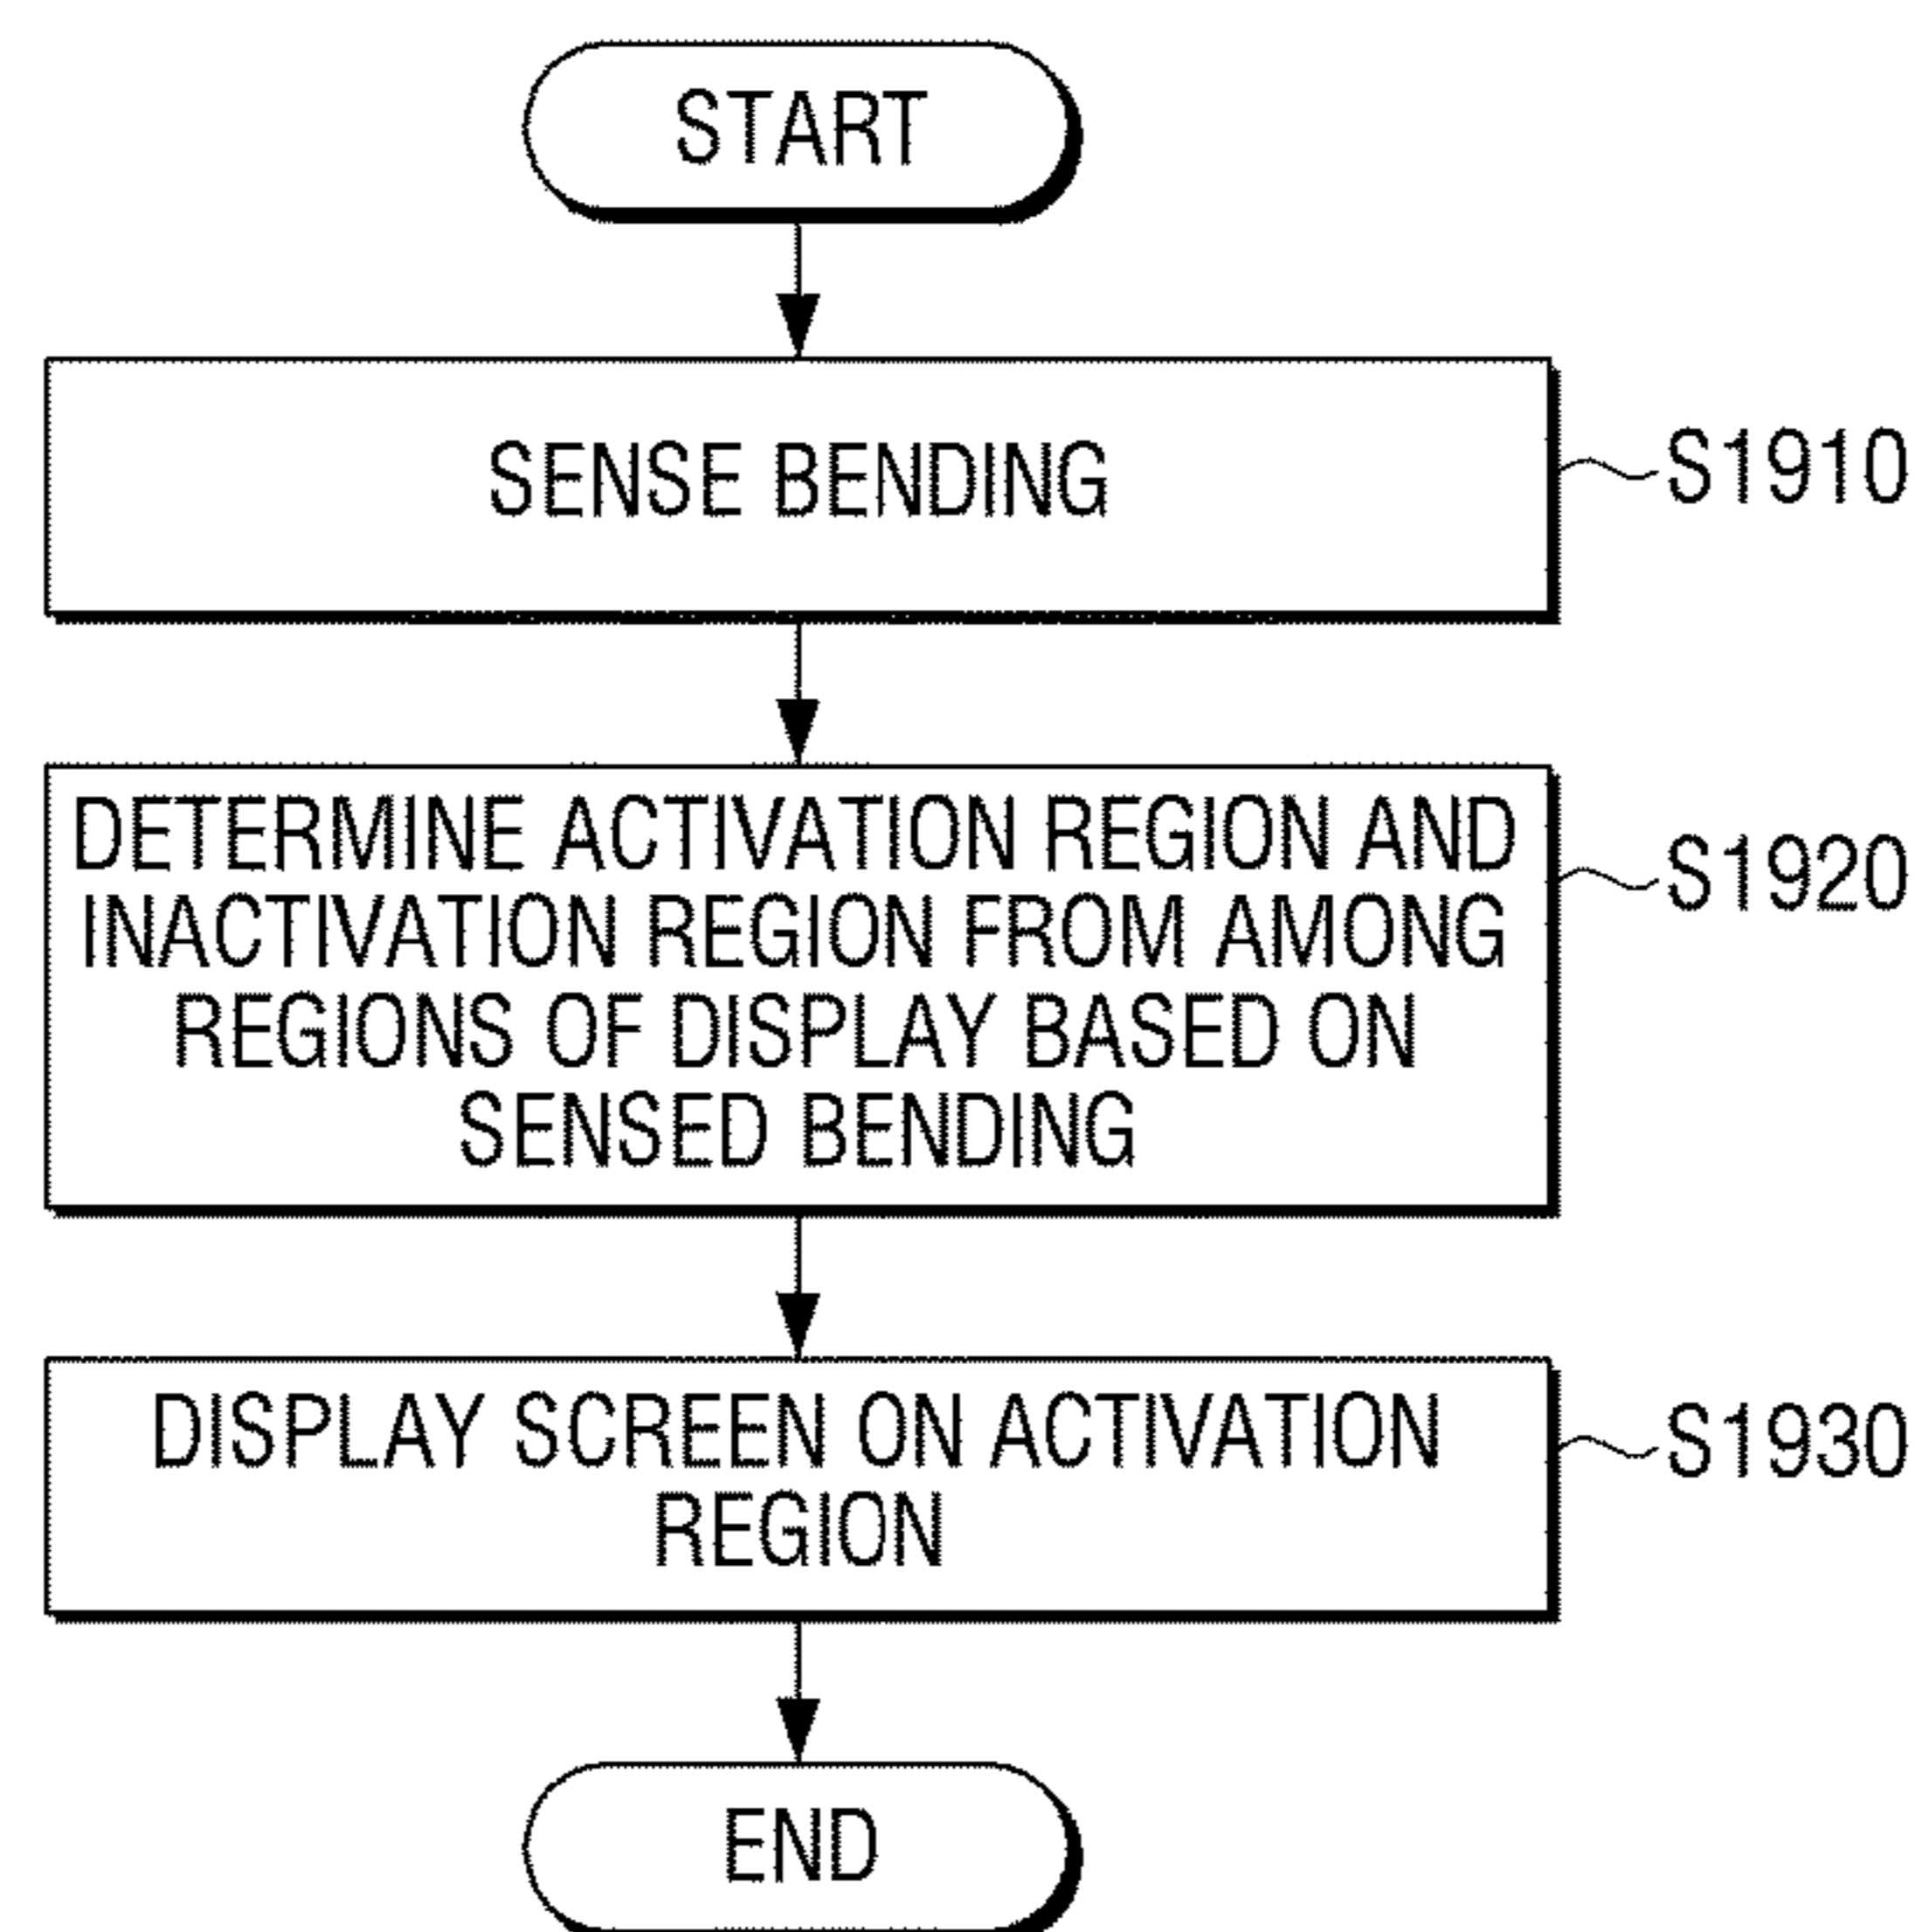 START
SENSE BENDING
S1910
DETERMINE ACTIVATION REGION AND
INACTIVATION REGION FROM AMONG
REGIONS OF DISPLAY BASED ON
SENSED BENDING
S1920
DISPLAY SCREEN ON ACTIVATION
REGION
S1930
END